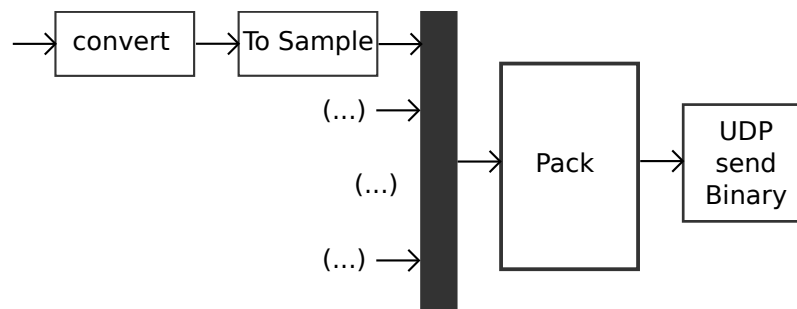 convert
To Sample
(...)
(...)
(...)
Pack
UDP
send
Binary